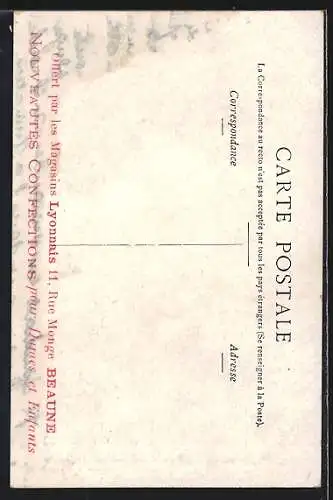 CARTE POSTALE
La Correspondance au recto n'est pas acceptée par tous les pays étrangers (Se renseigner à la Poste).
Correspondance
Adresse
Offert par les Magasins Lyonnais 11, Rue Monge BEAUNE
NOUVEAUTÉS CONFECTIONS pour Dames et Enfants